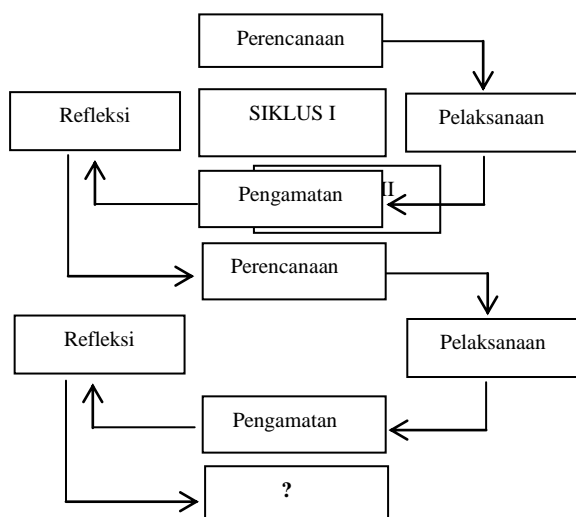 Perencanaan
Refleksi
SIKLUS I
Pelaksanaan
Pengamatan
II
Perencanaan
Refleksi
Pelaksanaan
Pengamatan
?